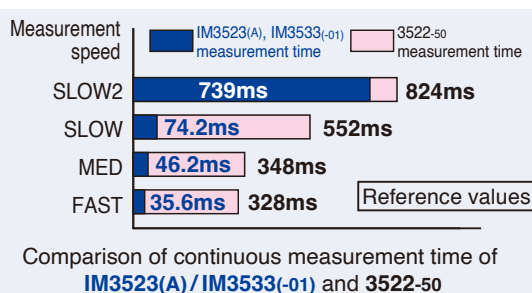 Measurement speed
IM3523(A), IM3533(-01) measurement time
3522-50 measurement time
SLOW2 739ms 824ms
SLOW 74.2ms 552ms
MED 46.2ms 348ms
FAST 35.6ms 328ms
Reference values
Comparison of continuous measurement time of
IM3523(A)/IM3533(-01) and 3522-50